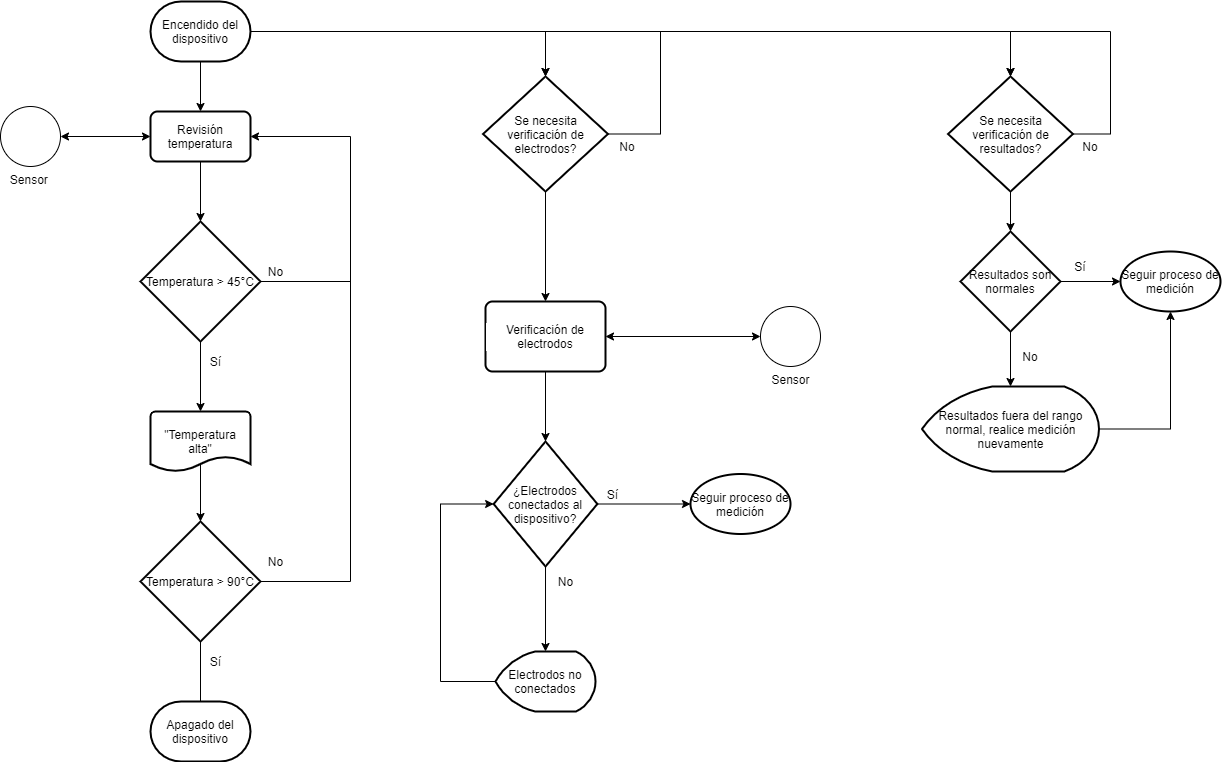 Encendido del
dispositivo
Revisión
temperatura
Sensor
Temperatura > 45°C
No
Sí
"Temperatura
alta"
Temperatura > 90°C
No
Sí
Apagado del
dispositivo
Se necesita
verificación de
electrodos?
No
Verificación de
electrodos
Sensor
¿Electrodos
conectados al
dispositivo?
Sí
Seguir proceso de
medición
No
Electrodos no
conectados
Se necesita
verificación de
resultados?
No
Resultados son
normales
Sí
Seguir proceso de
medición
No
Resultados fuera del rango
normal, realice medición
nuevamente